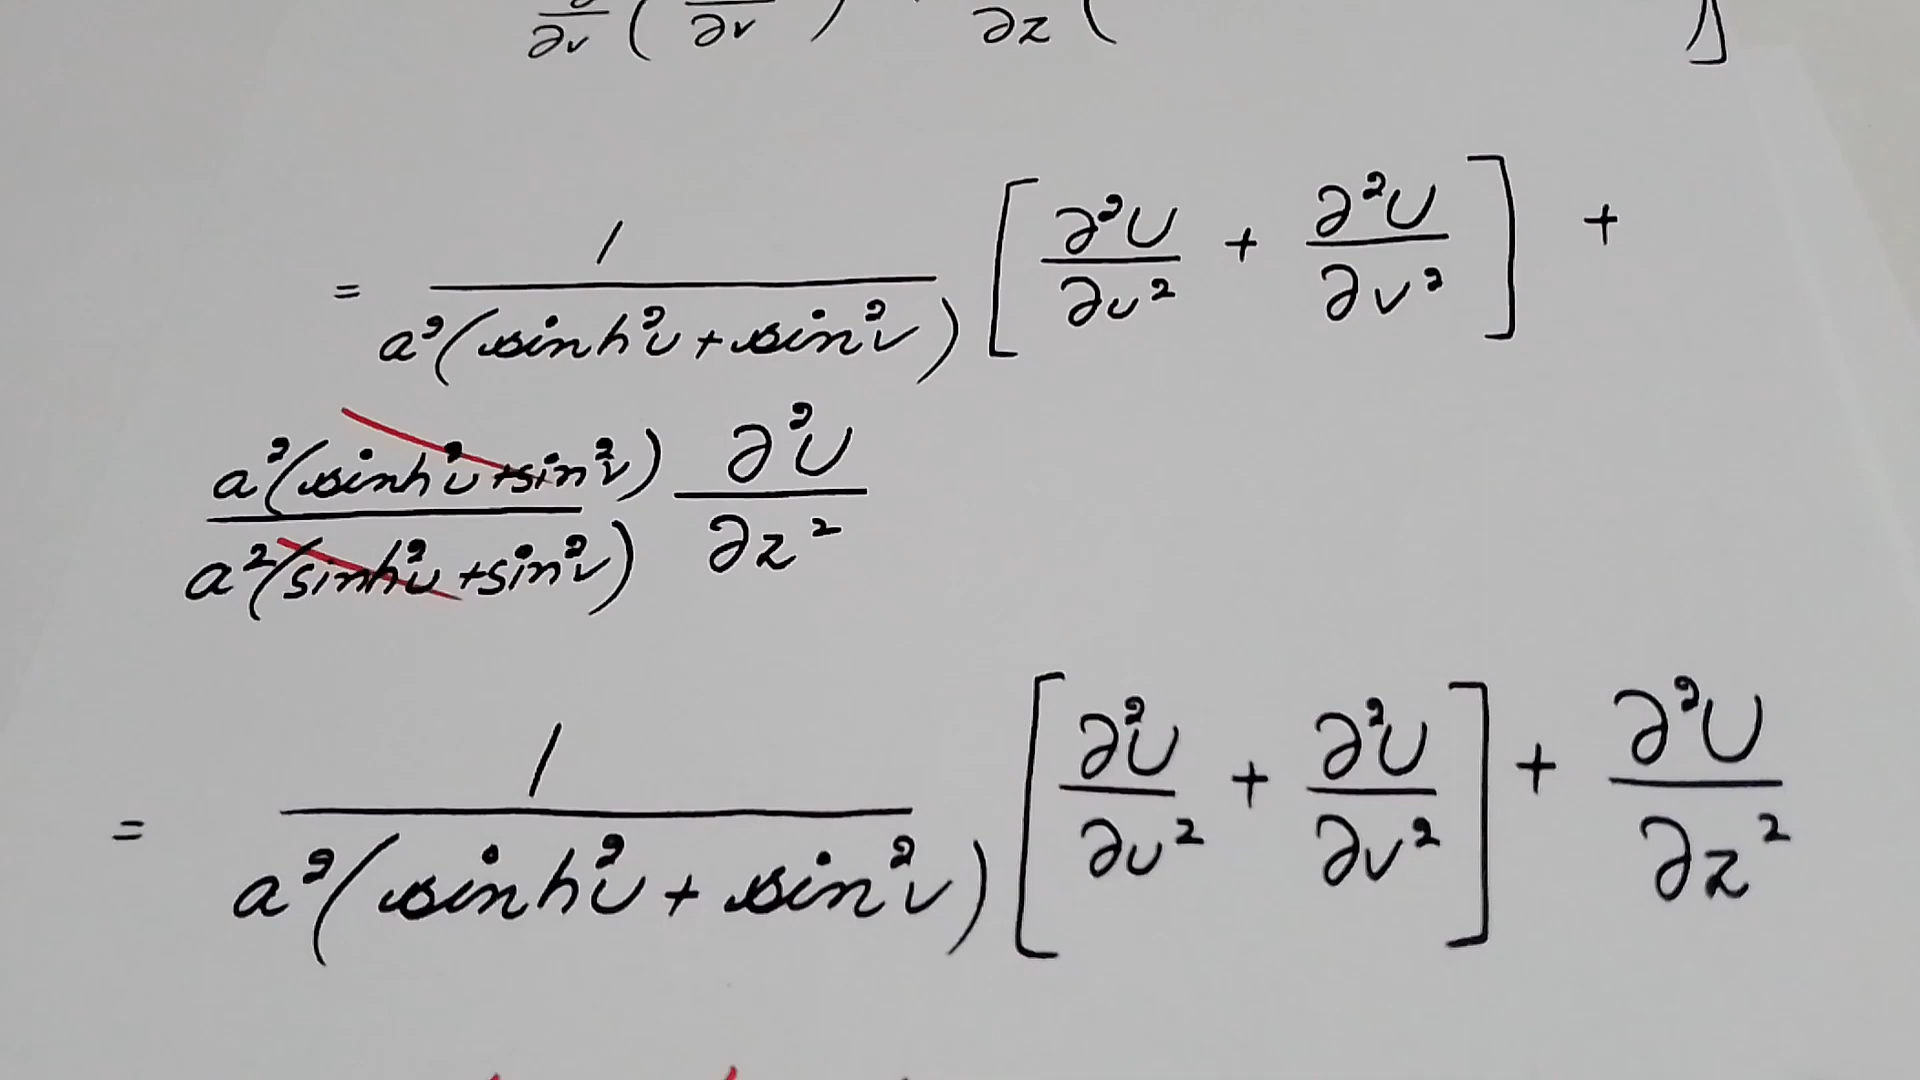 ∂/∂v ( /∂v ) ∂z ( )]
= 1/a²(sinh²u + sin²v) [∂²U/∂u² + ∂²U/∂v²] +
a²(sinh²u + sin²v)/a²(sinh²u + sin²v) ∂²U/∂z²
= 1/a²(sinh²u + sin²v) [∂²U/∂u² + ∂²U/∂v²] + ∂²U/∂z²